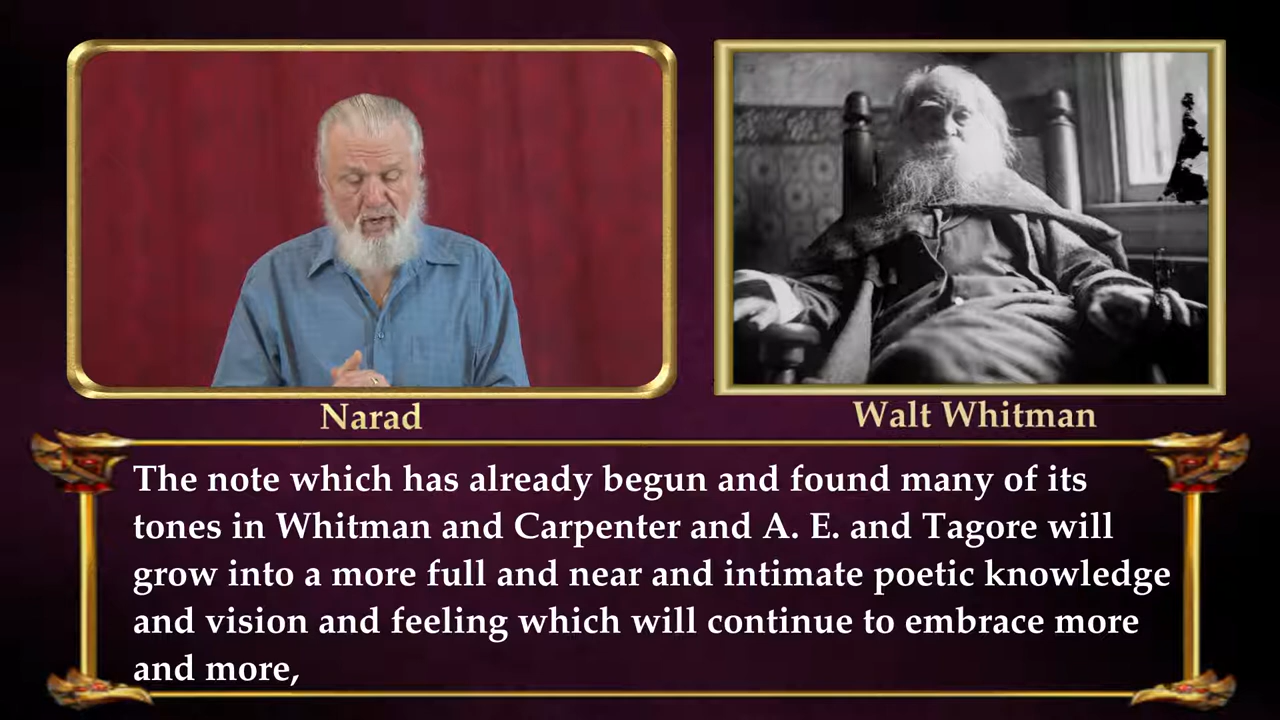 Narad
Walt Whitman
The note which has already begun and found many of its
tones in Whitman and Carpenter and A. E. and Tagore will
grow into a more full and near and intimate poetic knowledge
and vision and feeling which will continue to embrace more
and more,